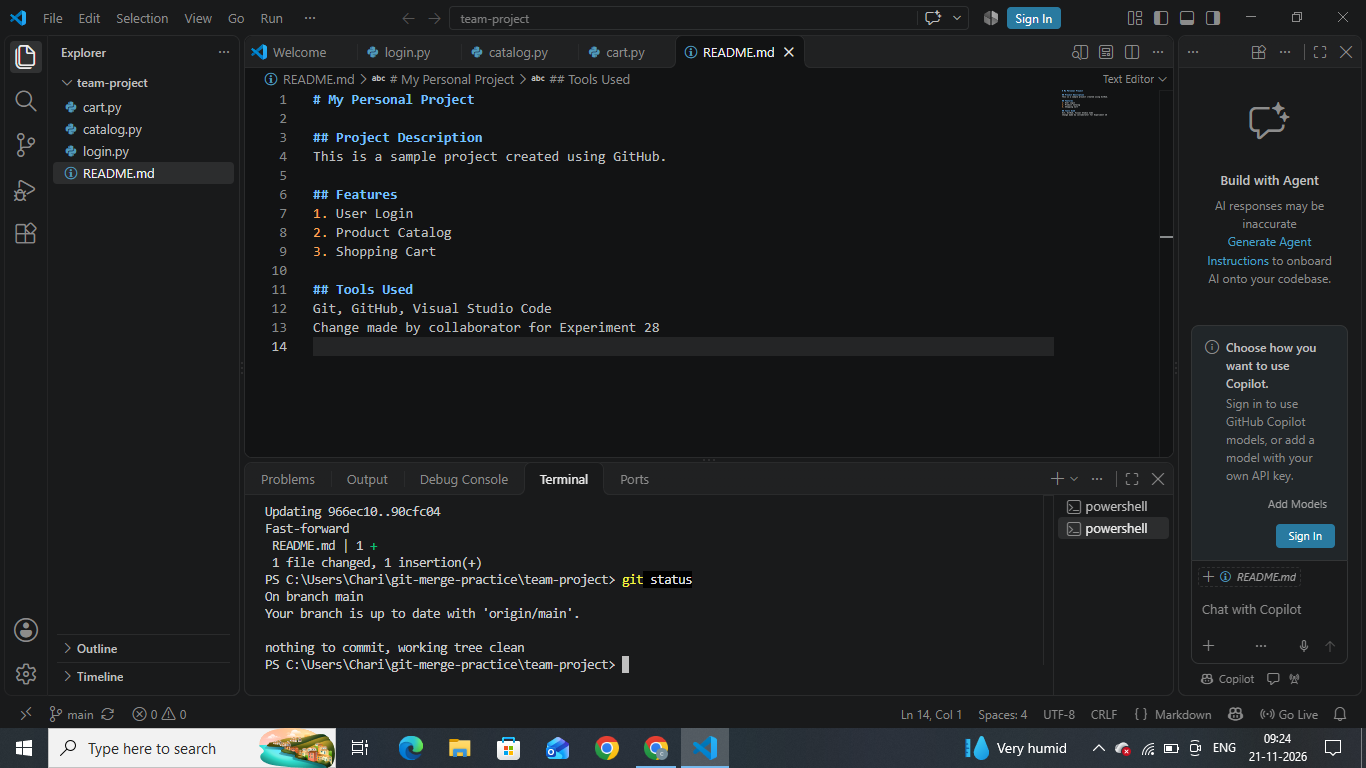 File Edit Selection View Go Run ··· team-project Sign In
Explorer ···
team-project
cart.py
catalog.py
login.py
README.md
Outline
Timeline
Welcome login.py catalog.py cart.py README.md
README.md > # My Personal Project > ## Tools Used Text Editor
1 # My Personal Project
2
3 ## Project Description
4 This is a sample project created using GitHub.
5
6 ## Features
7 1. User Login
8 2. Product Catalog
9 3. Shopping Cart
10
11 ## Tools Used
12 Git, GitHub, Visual Studio Code
13 Change made by collaborator for Experiment 28
14
Problems Output Debug Console Terminal Ports
Updating 966ec10..90cfc04
Fast-forward
README.md | 1 +
1 file changed, 1 insertion(+)
PS C:\Users\Chari\git-merge-practice\team-project> git status
On branch main
Your branch is up to date with 'origin/main'.
nothing to commit, working tree clean
PS C:\Users\Chari\git-merge-practice\team-project>
powershell
powershell
Build with Agent
AI responses may be
inaccurate
Generate Agent
Instructions to onboard
AI onto your codebase.
Choose how you
want to use
Copilot.
Sign in to use
GitHub Copilot
models, or add a
model with your
own API key.
Add Models
Sign In
README.md
Chat with Copilot
Copilot
main 0 0 Ln 14, Col 1 Spaces: 4 UTF-8 CRLF { } Markdown Go Live
Type here to search Very humid ENG 09:24
21-11-2026